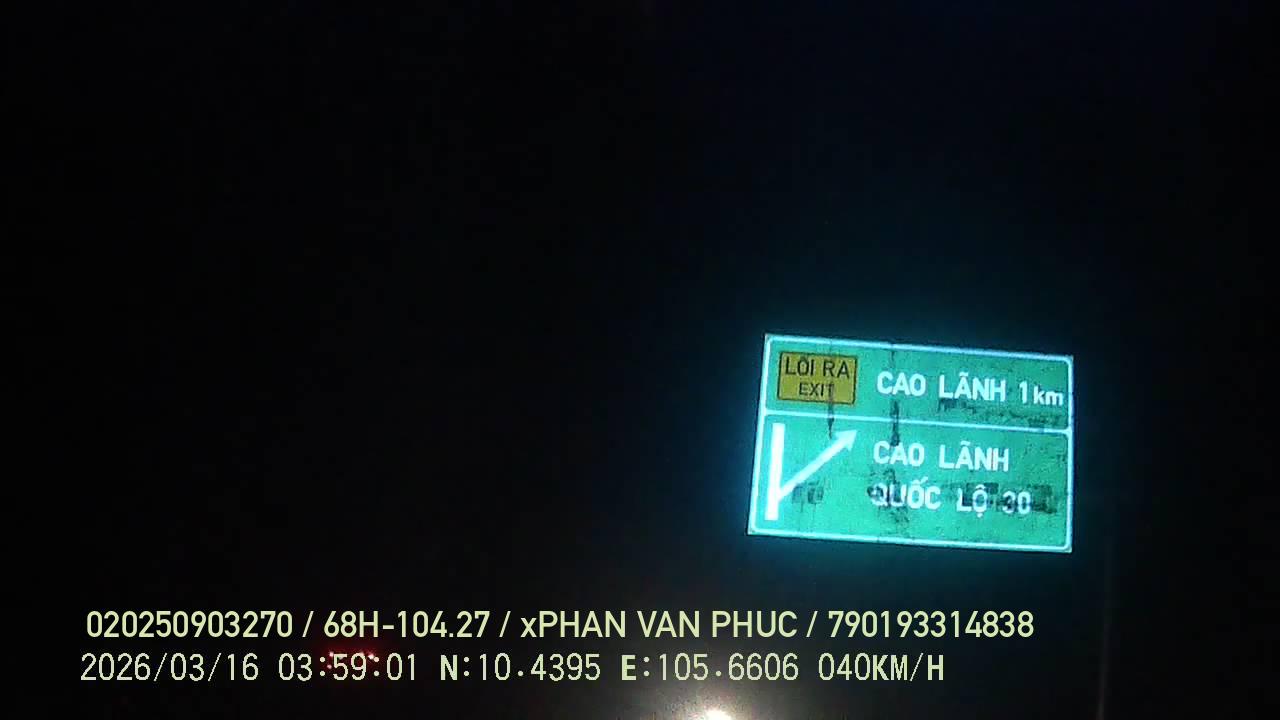 LỐI RA
EXIT
CAO LÃNH 1km
CAO LÃNH
QUỐC LỘ 30
020250903270 / 68H-104.27 / xPHAN VAN PHUC / 790193314838
2026/03/16 03:59:01 N:10.4395 E:105.6606 040KM/H